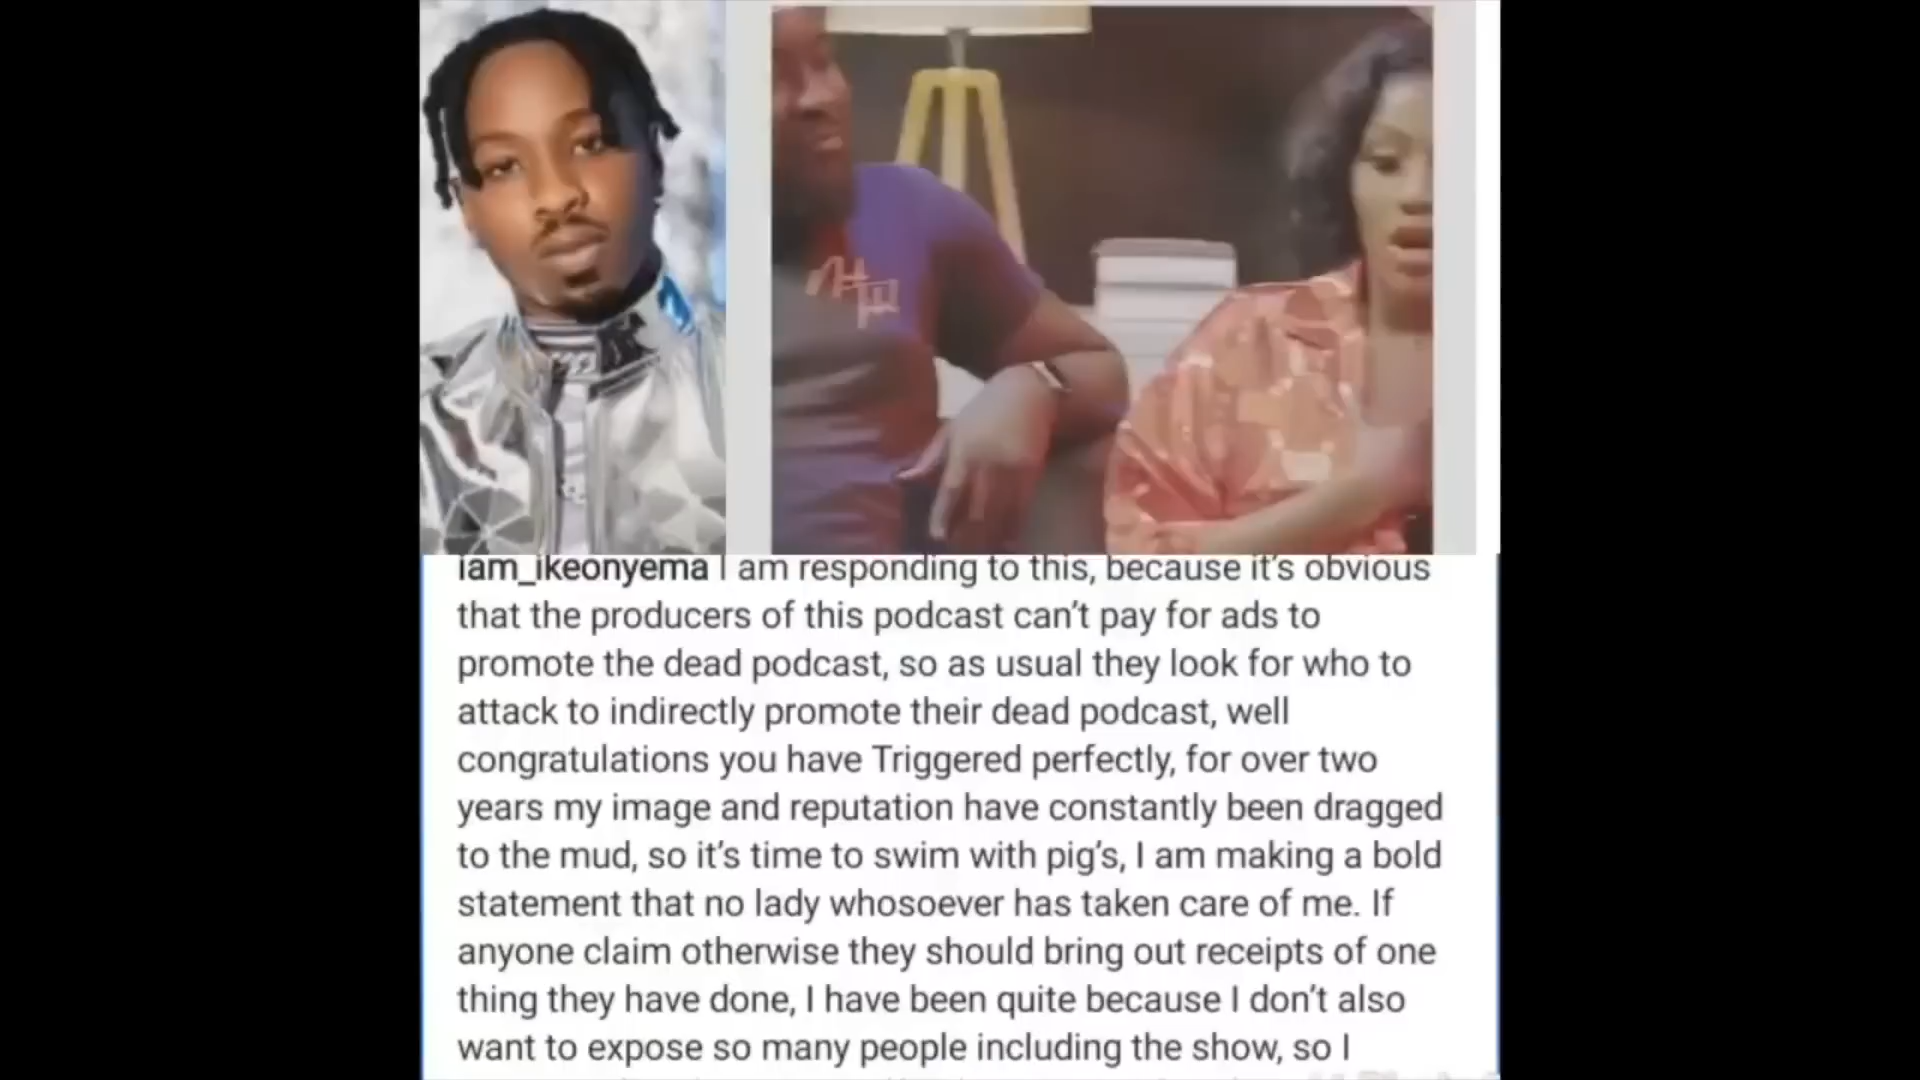 iam_ikeonyema I am responding to this, because it’s obvious
that the producers of this podcast can’t pay for ads to
promote the dead podcast, so as usual they look for who to
attack to indirectly promote their dead podcast, well
congratulations you have Triggered perfectly, for over two
years my image and reputation have constantly been dragged
to the mud, so it’s time to swim with pig’s, I am making a bold
statement that no lady whosoever has taken care of me. If
anyone claim otherwise they should bring out receipts of one
thing they have done, I have been quite because I don’t also
want to expose so many people including the show, so I